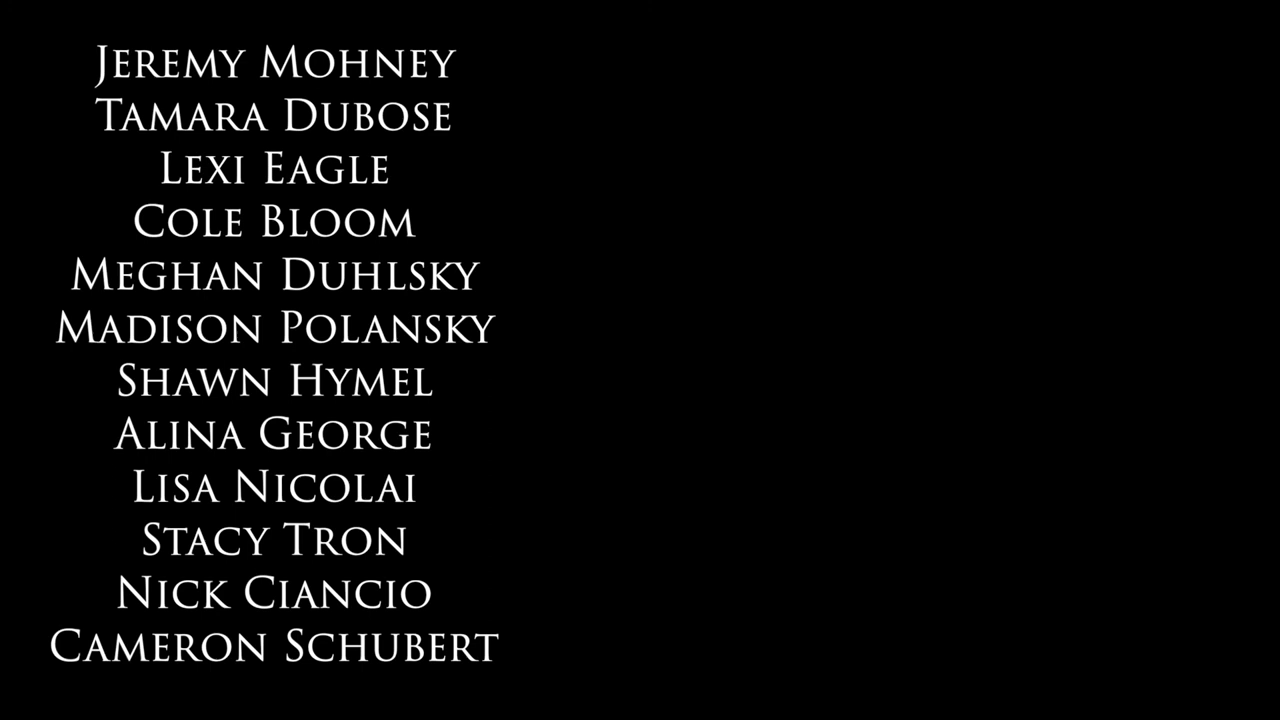 Jeremy Mohney
Tamara Dubose
Lexi Eagle
Cole Bloom
Meghan Duhlsky
Madison Polansky
Shawn Hymel
Alina George
Lisa Nicolai
Stacy Tron
Nick Ciancio
Cameron Schubert